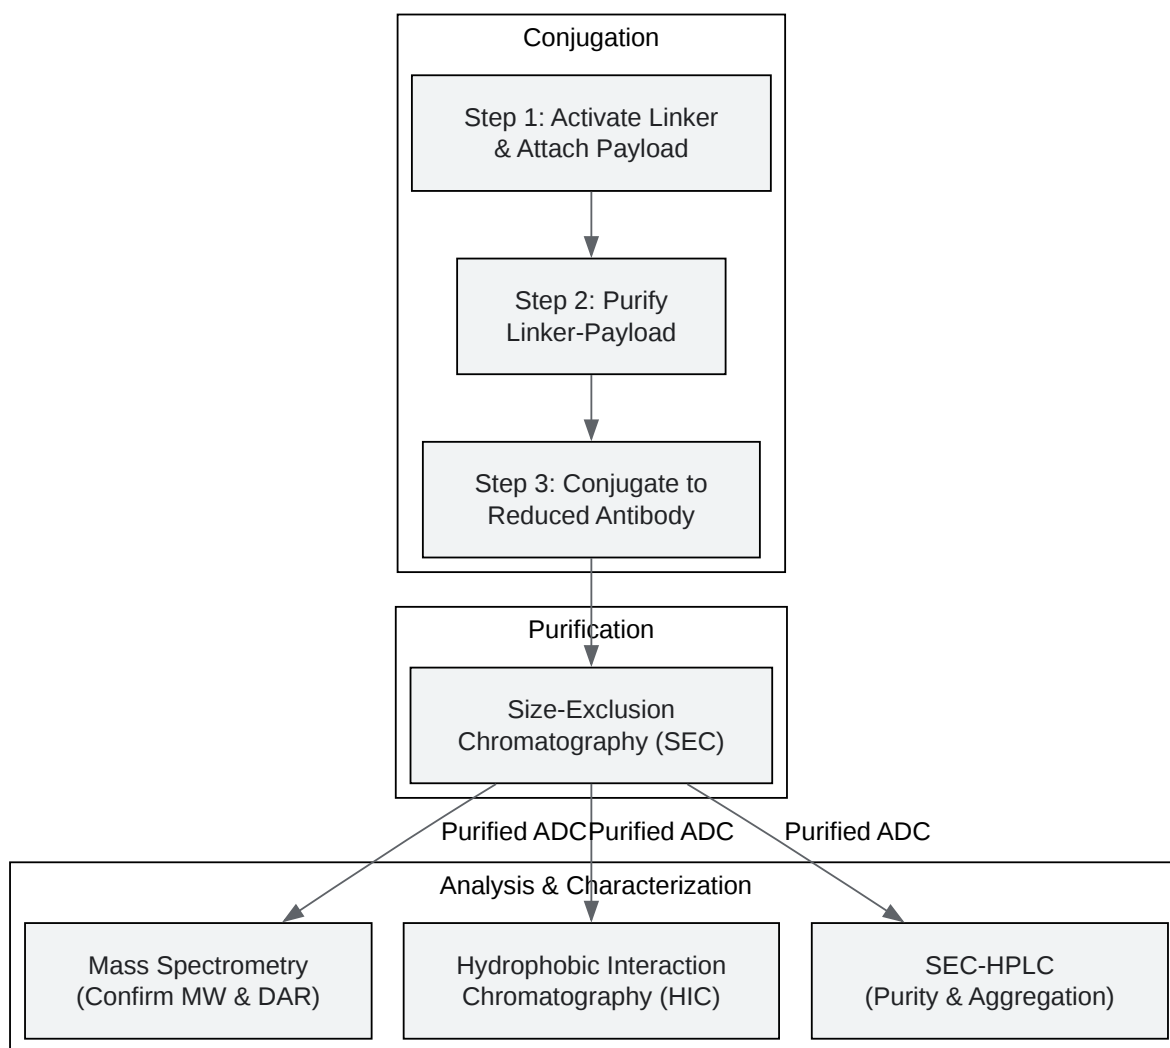 Conjugation
Step 1: Activate Linker
& Attach Payload
Step 2: Purify
Linker-Payload
Step 3: Conjugate to
Reduced Antibody
Purification
Size-Exclusion
Chromatography (SEC)
Purified ADC
Purified ADC
Purified ADC
Analysis & Characterization
Mass Spectrometry
(Confirm MW & DAR)
Hydrophobic Interaction
Chromatography (HIC)
SEC-HPLC
(Purity & Aggregation)